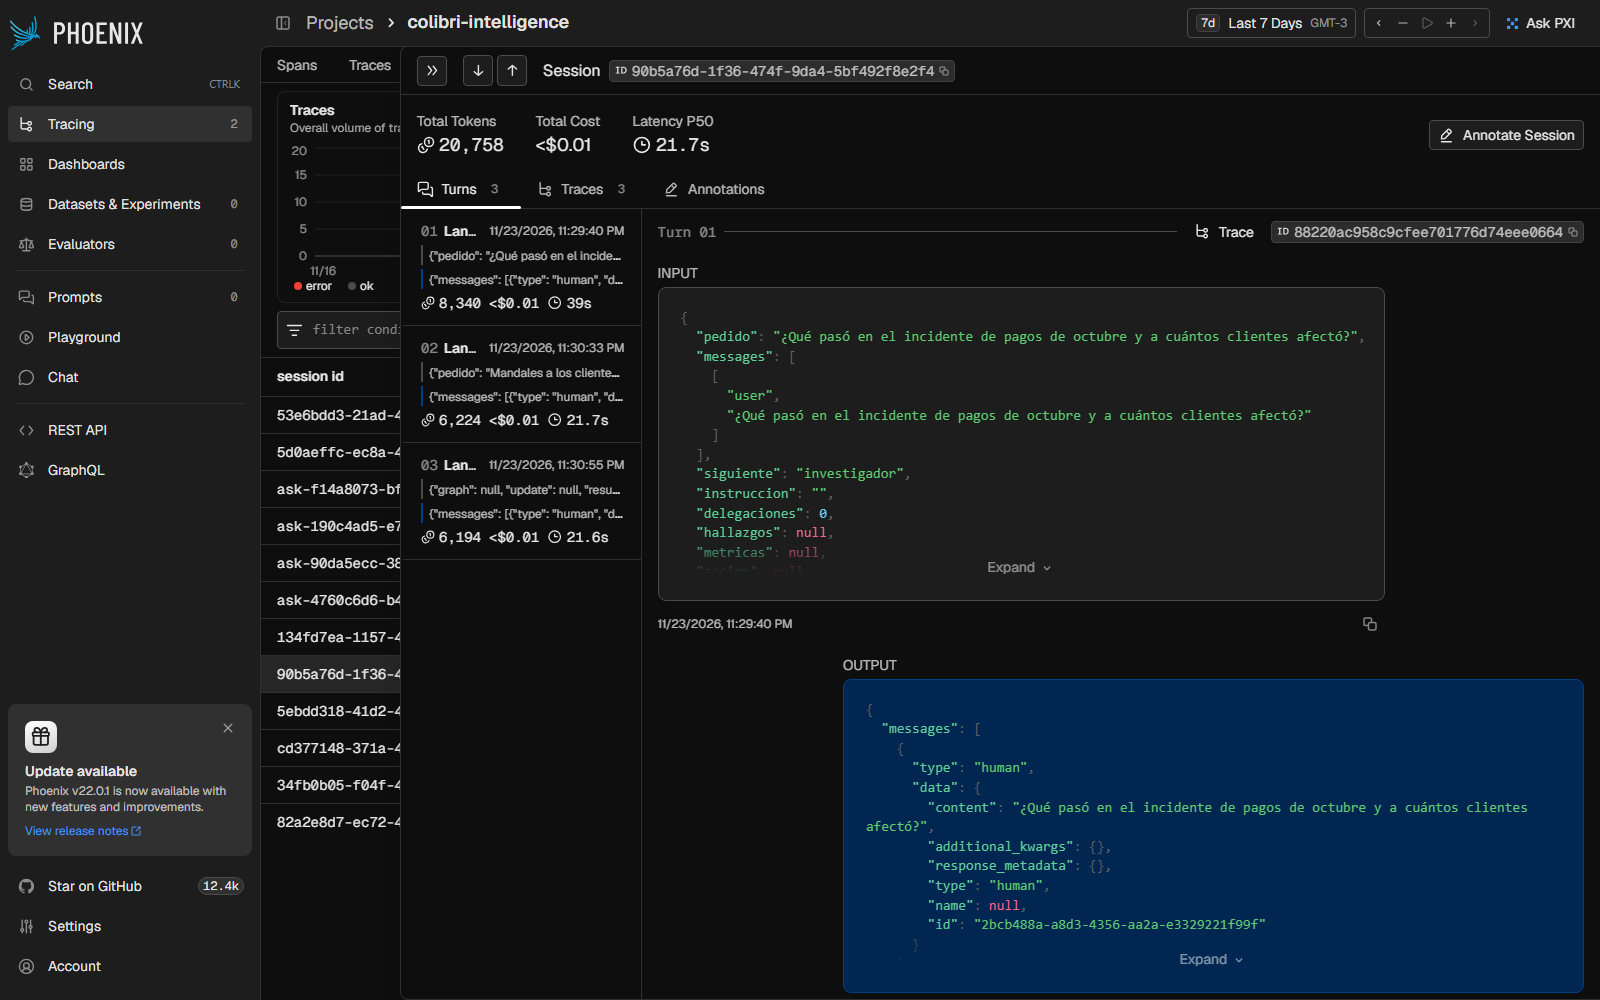 PHOENIX
Search CTRLK
Tracing 2
Dashboards
Datasets & Experiments 0
Evaluators 0
Prompts 0
Playground
Chat
REST API
GraphQL
Update available
Phoenix v22.0.1 is now available with
new features and improvements.
View release notes
Star on GitHub 12.4k
Settings
Account
Projects > colibri-intelligence
7d Last 7 Days GMT-3
Ask PXI
Spans Traces
Traces
Overall volume of tra
20
15
10
5
0
11/16
error ok
filter condi
session id
53e6bdd3-21ad-4
5d0aeffc-ec8a-4
ask-f14a8073-bf
ask-190c4ad5-e7
ask-90da5ecc-38
ask-4760c6d6-b4
134fd7ea-1157-4
90b5a76d-1f36-4
5ebdd318-41d2-4
cd377148-371a-4
34fb0b05-f04f-4
82a2e8d7-ec72-4
Session ID 90b5a76d-1f36-474f-9da4-5bf492f8e2f4
Total Tokens
20,758
Total Cost
<$0.01
Latency P50
21.7s
Annotate Session
Turns 3
Traces 3
Annotations
01 Lan... 11/23/2026, 11:29:40 PM
{"pedido": "¿Qué pasó en el incide...
{"messages": [{"type": "human", "d...
8,340 <$0.01 39s
02 Lan... 11/23/2026, 11:30:33 PM
{"pedido": "Mandales a los cliente...
{"messages": [{"type": "human", "d...
6,224 <$0.01 21.7s
03 Lan... 11/23/2026, 11:30:55 PM
{"graph": null, "update": null, "resu...
{"messages": [{"type": "human", "d...
6,194 <$0.01 21.6s
Turn 01
Trace ID 88220ac958c9cfee701776d74eee0664
INPUT
{
"pedido": "¿Qué pasó en el incidente de pagos de octubre y a cuántos clientes afectó?",
"messages": [
[
"user",
"¿Qué pasó en el incidente de pagos de octubre y a cuántos clientes afectó?"
]
],
"siguiente": "investigador",
"instruccion": "",
"delegaciones": 0,
"hallazgos": null,
"metricas": null,
"accion": null
Expand
11/23/2026, 11:29:40 PM
OUTPUT
{
"messages": [
{
"type": "human",
"data": {
"content": "¿Qué pasó en el incidente de pagos de octubre y a cuántos clientes
afectó?",
"additional_kwargs": {},
"response_metadata": {},
"type": "human",
"name": null,
"id": "2bcb488a-a8d3-4356-aa2a-e3329221f99f"
}
Expand